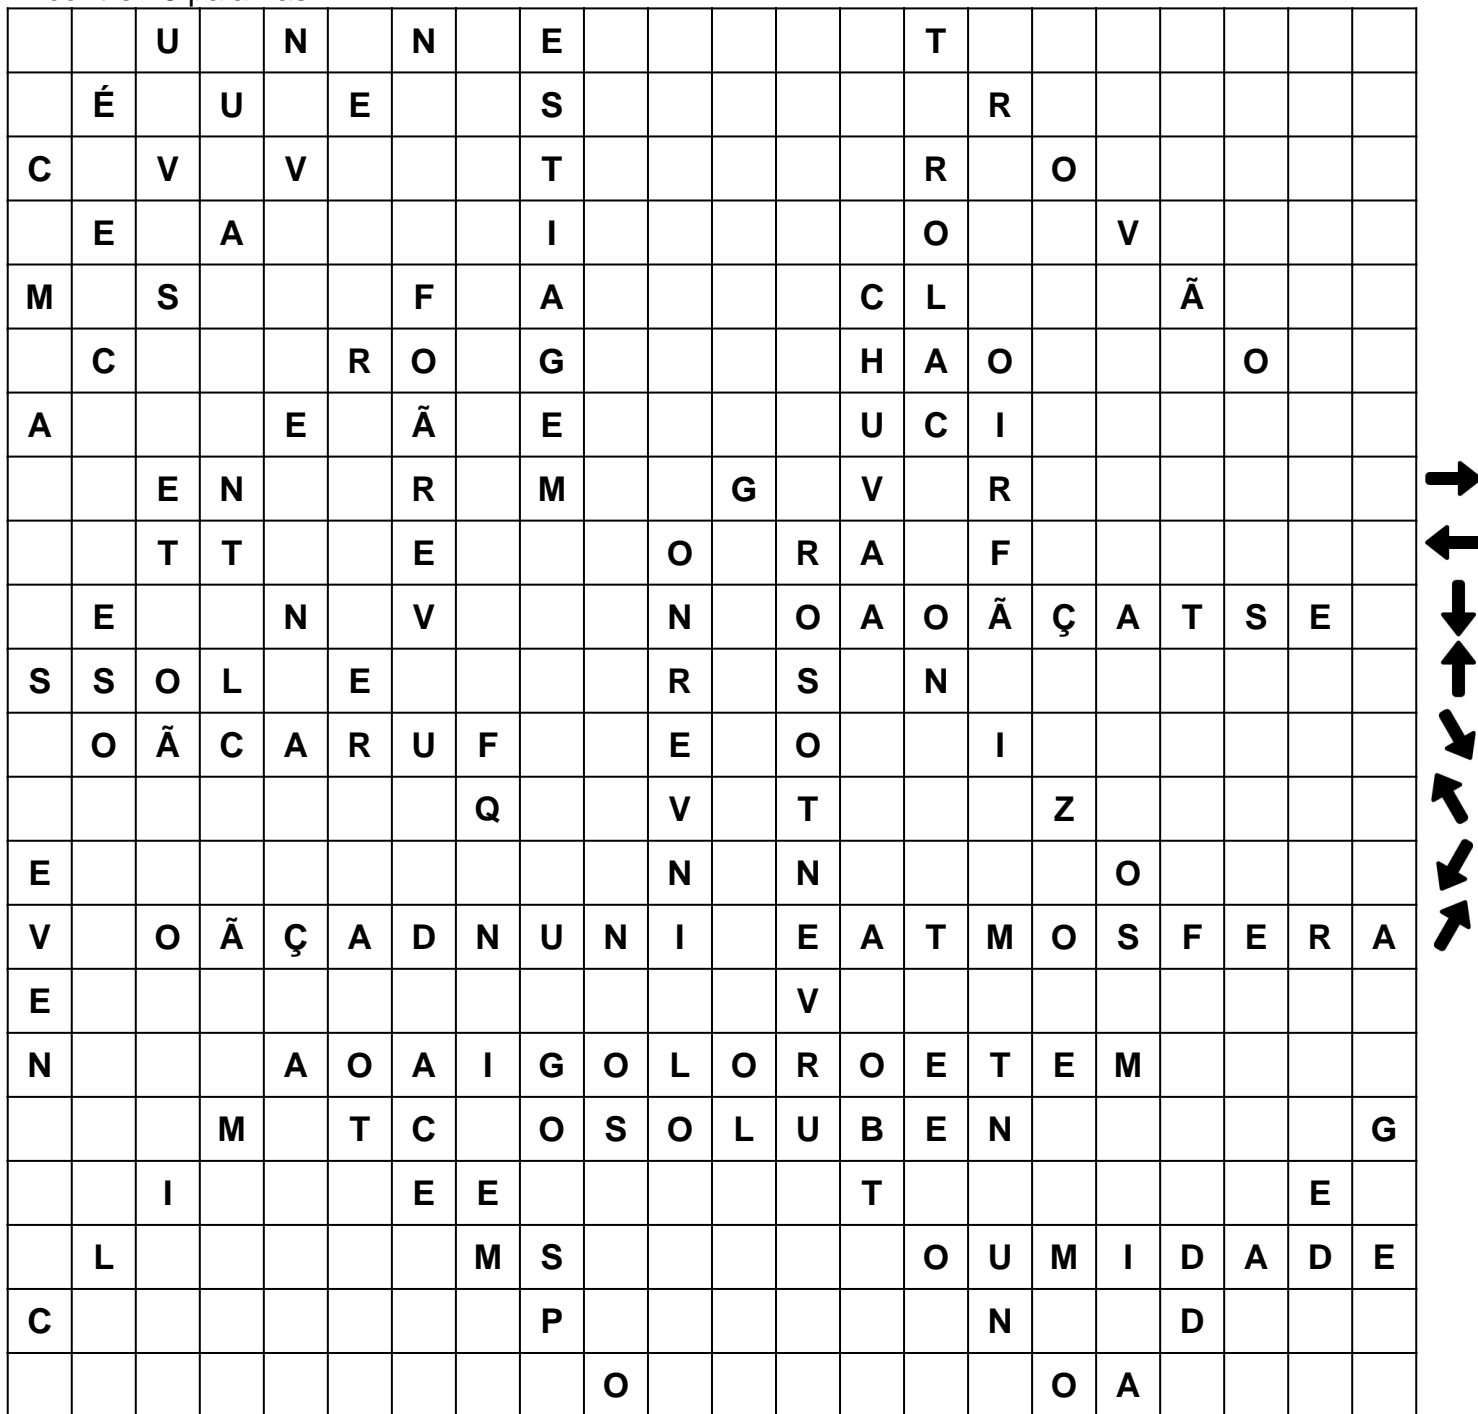 U N N E T
É U E S R
C V V T R O
E A I O V
M S F A C L Ã
C R O G H A O O
A E Ã E U C I
E N R M G V R
T T E O R A F
E N V N O A O Ã Ç A T S E
S S O L E R S N
O Ã C A R U F E O I
Q V T Z
E N N O
V O Ã Ç A D N U N I E A T M O S F E R A
E V
N A O A I G O L O R O E T E M
M T C O S O L U B E N G
I E E T E
L M S O U M I D A D E
C P N D
O O A